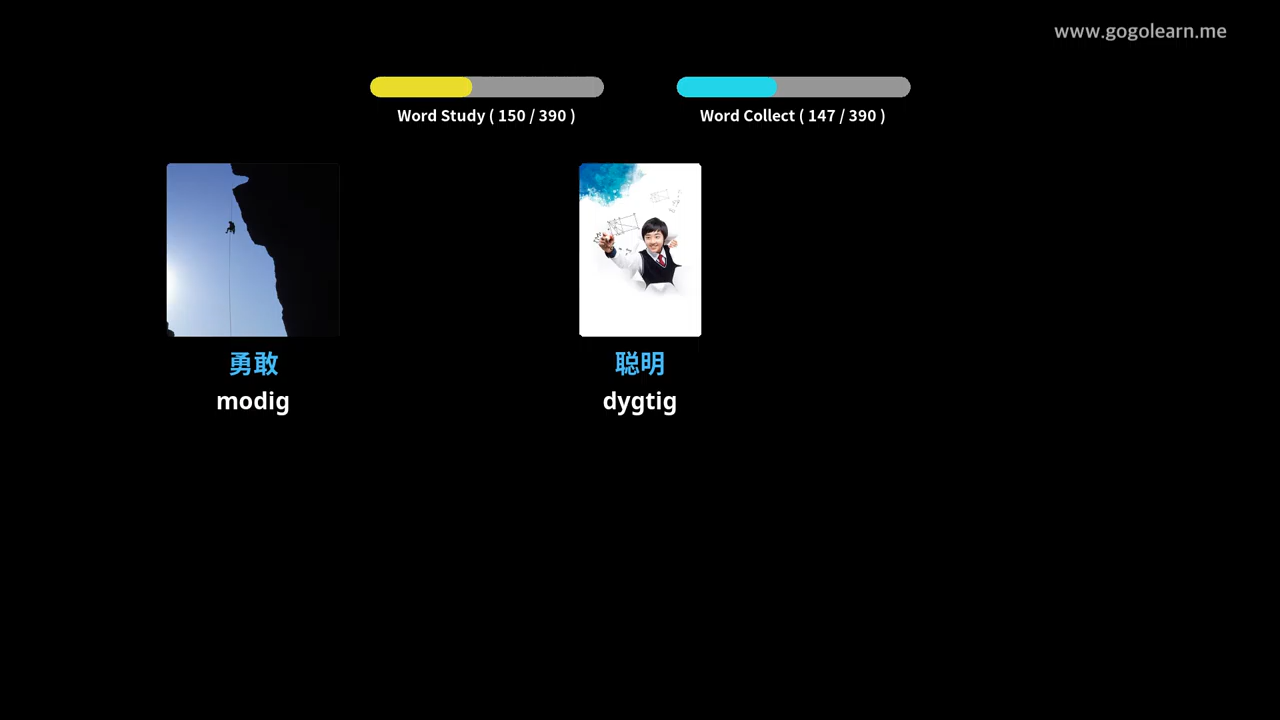 www.gogolearn.me
Word Study ( 150 / 390 )
Word Collect ( 147 / 390 )
勇敢
modig
聪明
dygtig